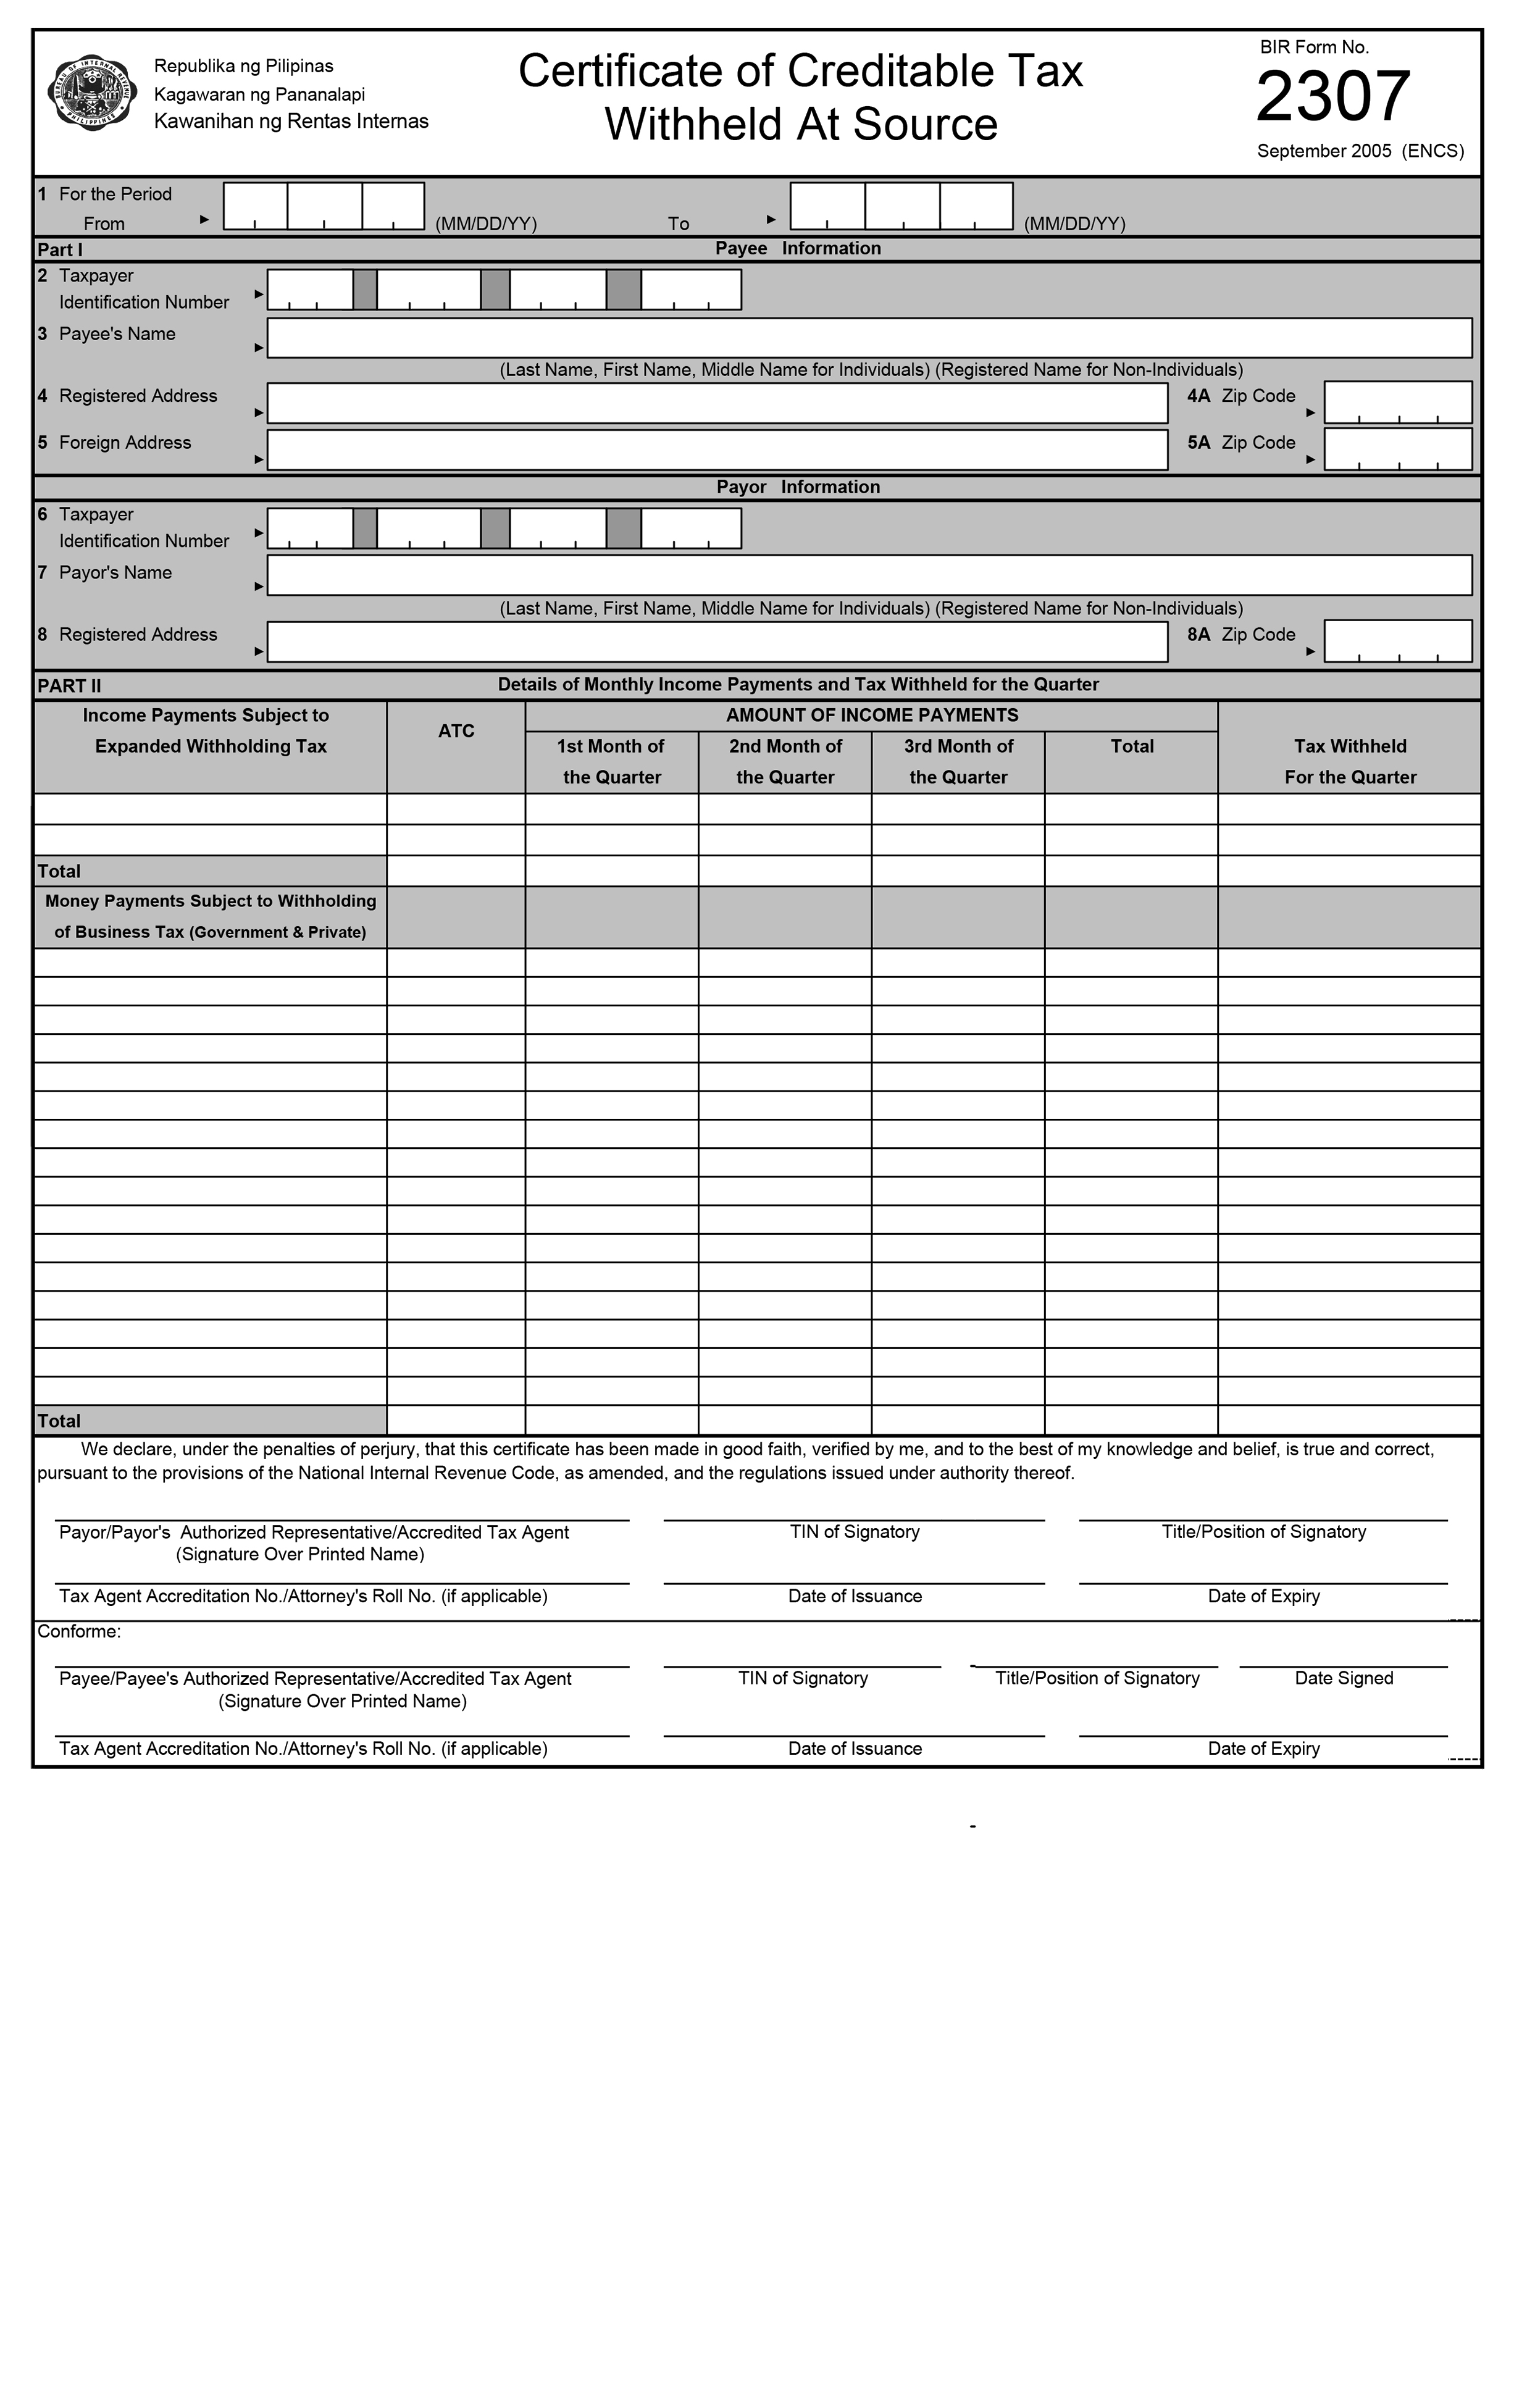 Republika ng Pilipinas
Kagawaran ng Pananalapi
Kawanihan ng Rentas Internas
BUREAU OF INTERNAL REVENUE
PHILIPPINES
Certificate of Creditable Tax
Withheld At Source
BIR Form No.
2307
September 2005 (ENCS)
1 For the Period
From (MM/DD/YY) To (MM/DD/YY)
Part I Payee Information
2 Taxpayer
Identification Number
3 Payee's Name
(Last Name, First Name, Middle Name for Individuals) (Registered Name for Non-Individuals)
4 Registered Address 4A Zip Code
5 Foreign Address 5A Zip Code
Payor Information
6 Taxpayer
Identification Number
7 Payor's Name
(Last Name, First Name, Middle Name for Individuals) (Registered Name for Non-Individuals)
8 Registered Address 8A Zip Code
PART II Details of Monthly Income Payments and Tax Withheld for the Quarter
Income Payments Subject to
Expanded Withholding Tax
ATC
AMOUNT OF INCOME PAYMENTS
1st Month of
the Quarter
2nd Month of
the Quarter
3rd Month of
the Quarter
Total
Tax Withheld
For the Quarter
Total
Money Payments Subject to Withholding
of Business Tax (Government & Private)
Total
We declare, under the penalties of perjury, that this certificate has been made in good faith, verified by me, and to the best of my knowledge and belief, is true and correct,
pursuant to the provisions of the National Internal Revenue Code, as amended, and the regulations issued under authority thereof.
Payor/Payor's Authorized Representative/Accredited Tax Agent TIN of Signatory Title/Position of Signatory
(Signature Over Printed Name)
Tax Agent Accreditation No./Attorney's Roll No. (if applicable) Date of Issuance Date of Expiry
Conforme:
Payee/Payee's Authorized Representative/Accredited Tax Agent TIN of Signatory Title/Position of Signatory Date Signed
(Signature Over Printed Name)
Tax Agent Accreditation No./Attorney's Roll No. (if applicable) Date of Issuance Date of Expiry